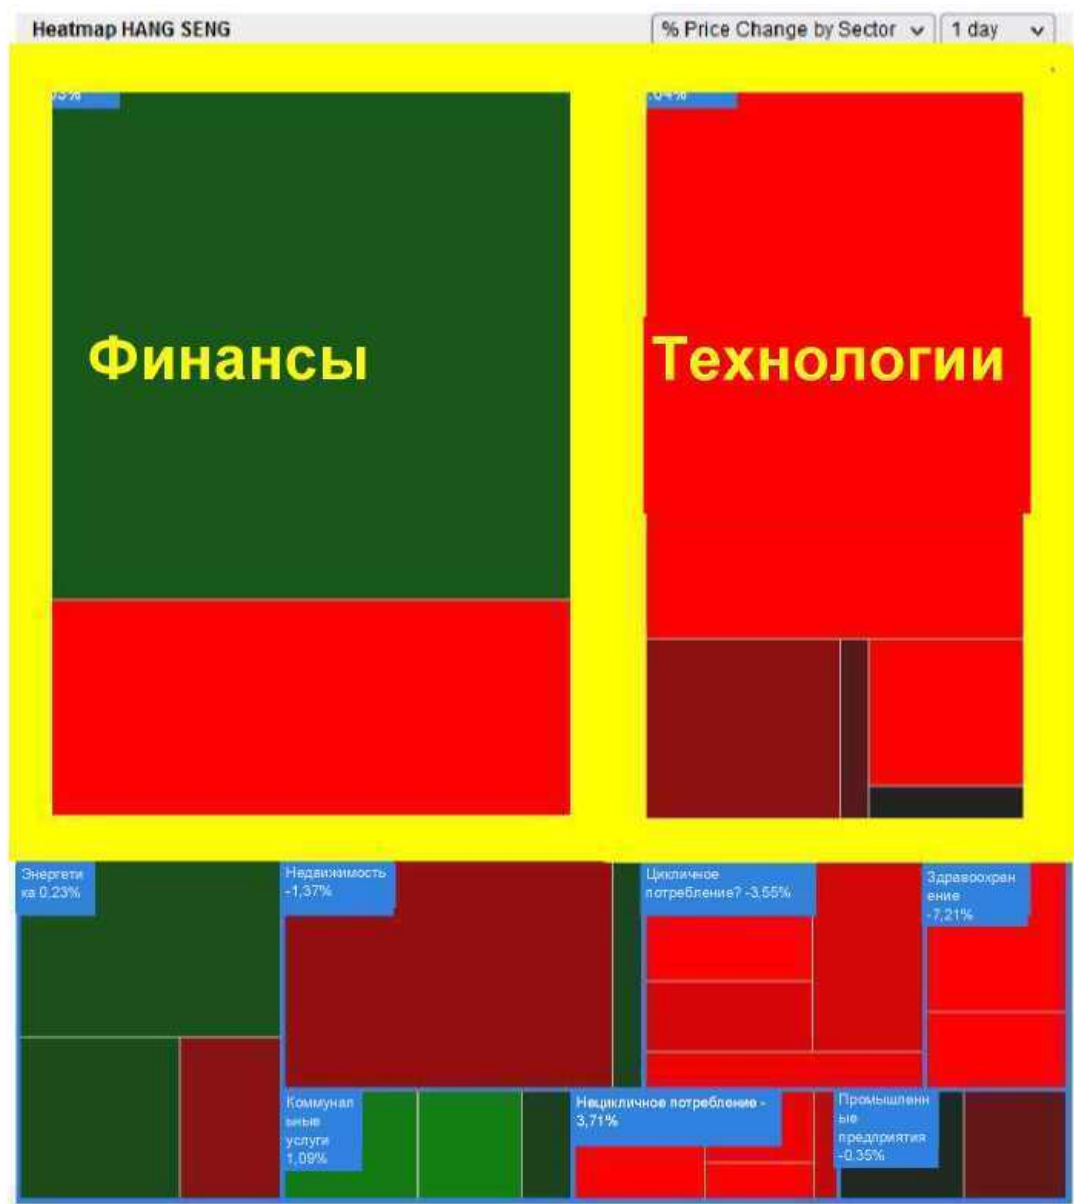 Heatmap HANG SENG
% Price Change by Sector
1 day
Финансы
Технологии
Энергети
ка 0,23%
Недвижимость
-1,37%
Цикличное
потребление? -3,55%
Здравоохран
ение
-7,21%
Коммунал
ьные
услуги
1,09%
Нецикличное потребление -
3,71%
Промышленн
ые
предприятия
-0.35%